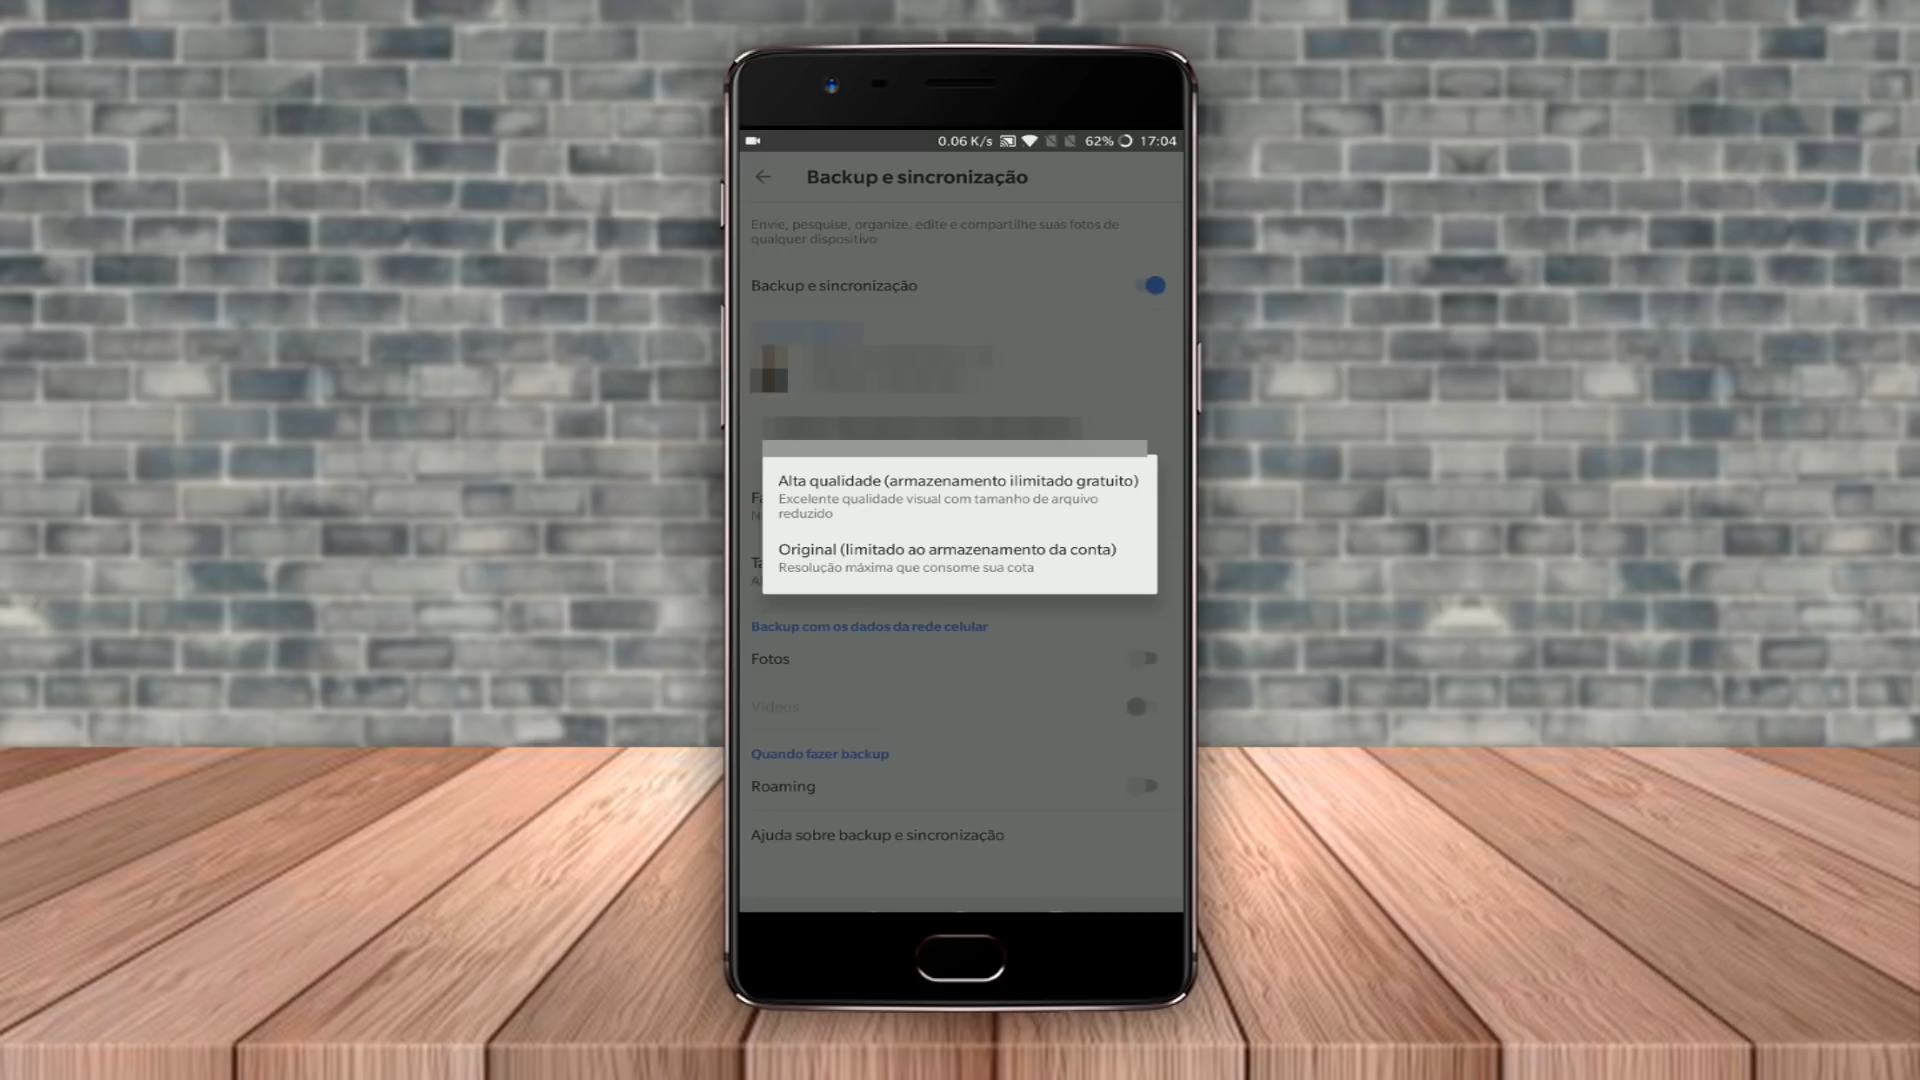 0.06 K/s 62% 17:04
Backup e sincronização
Envie, pesquise, organize, edite e compartilhe suas fotos de
qualquer dispositivo
Backup e sincronização
Alta qualidade (armazenamento ilimitado gratuito)
Excelente qualidade visual com tamanho de arquivo
reduzido
Original (limitado ao armazenamento da conta)
Resolução máxima que consome sua cota
Backup com os dados da rede celular
Fotos
Vídeos
Quando fazer backup
Roaming
Ajuda sobre backup e sincronização